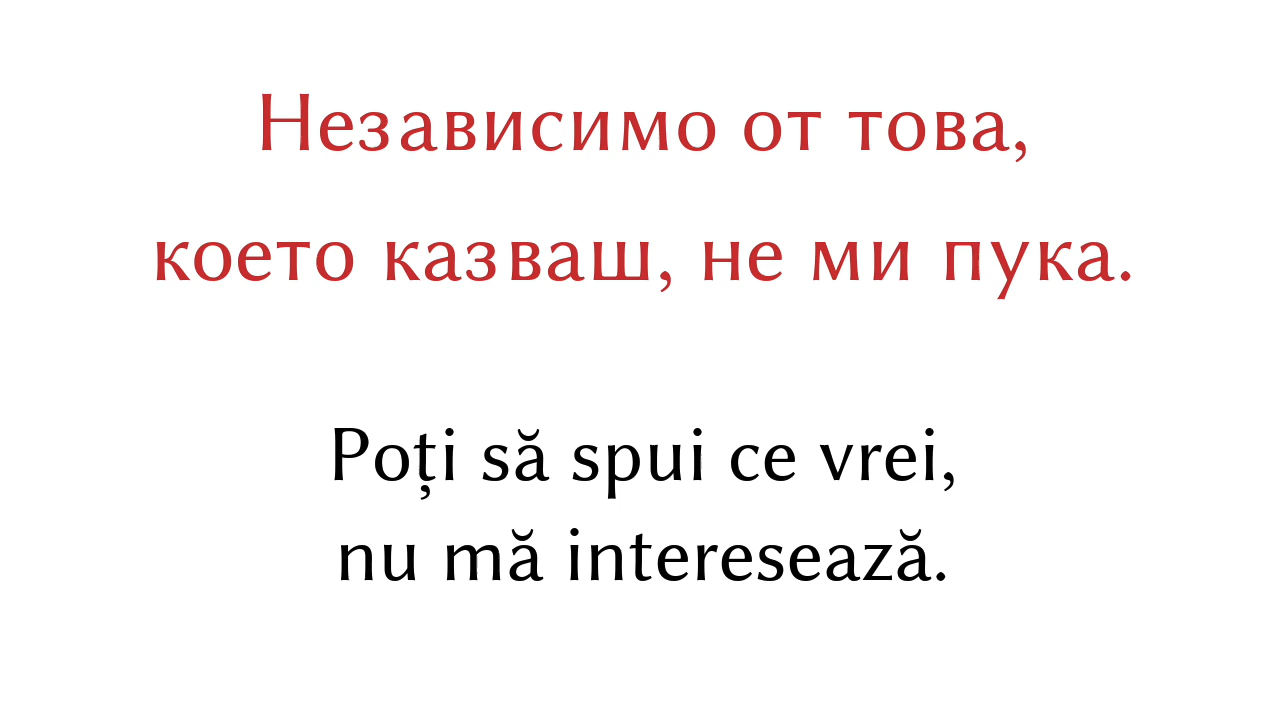 Независимо от това,
което казваш, не ми пука.
Poți să spui ce vrei,
nu mă interesează.